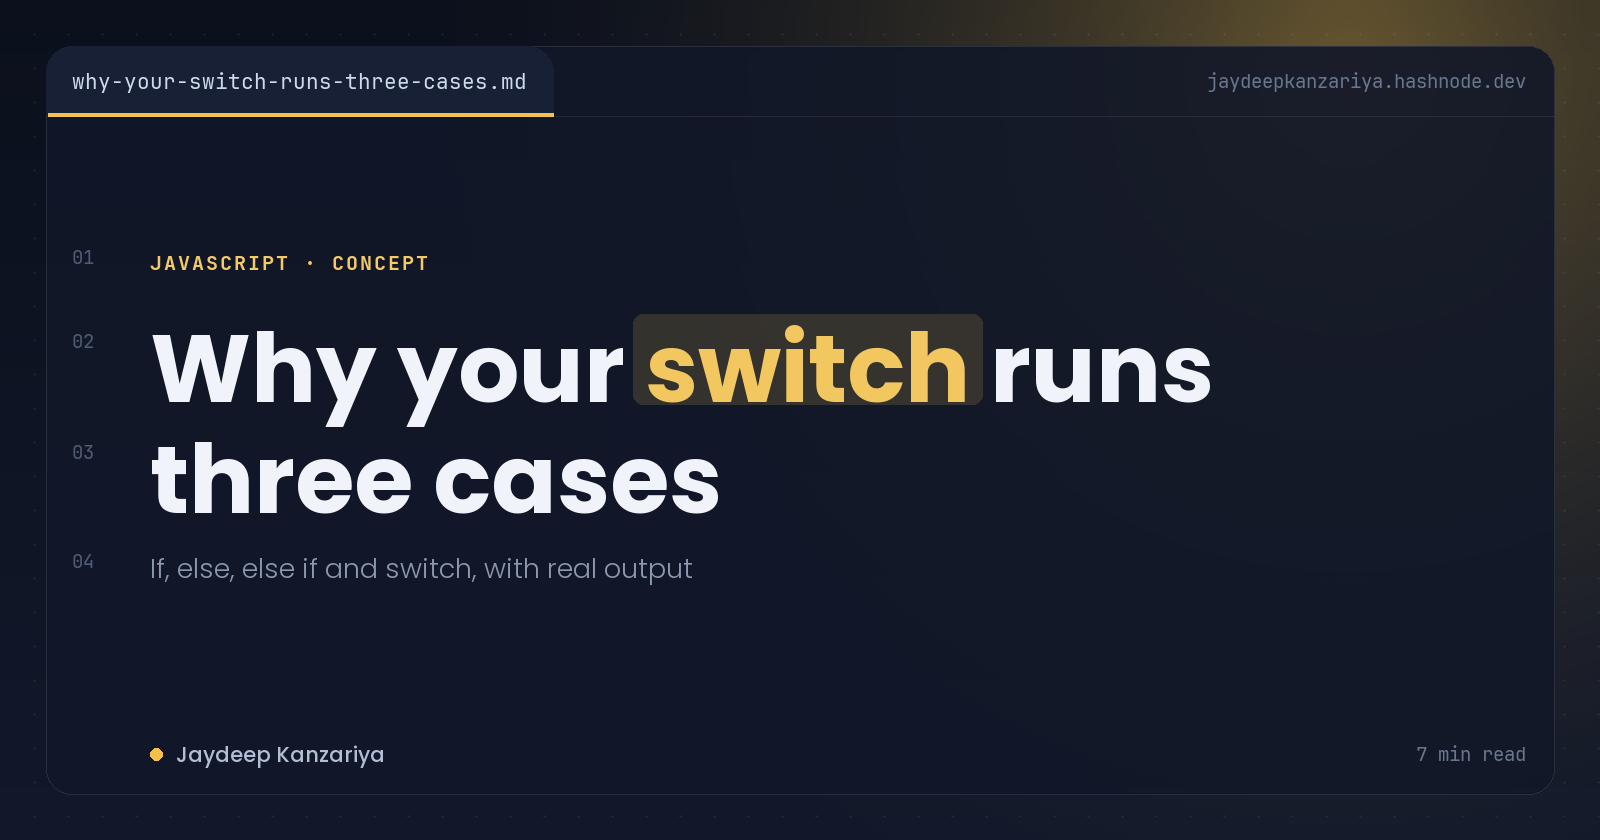 why-your-switch-runs-three-cases.md
jaydeepkanzariya.hashnode.dev
01
JAVASCRIPT · CONCEPT
02
Why your switch runs
03
three cases
04
If, else, else if and switch, with real output
Jaydeep Kanzariya
7 min read